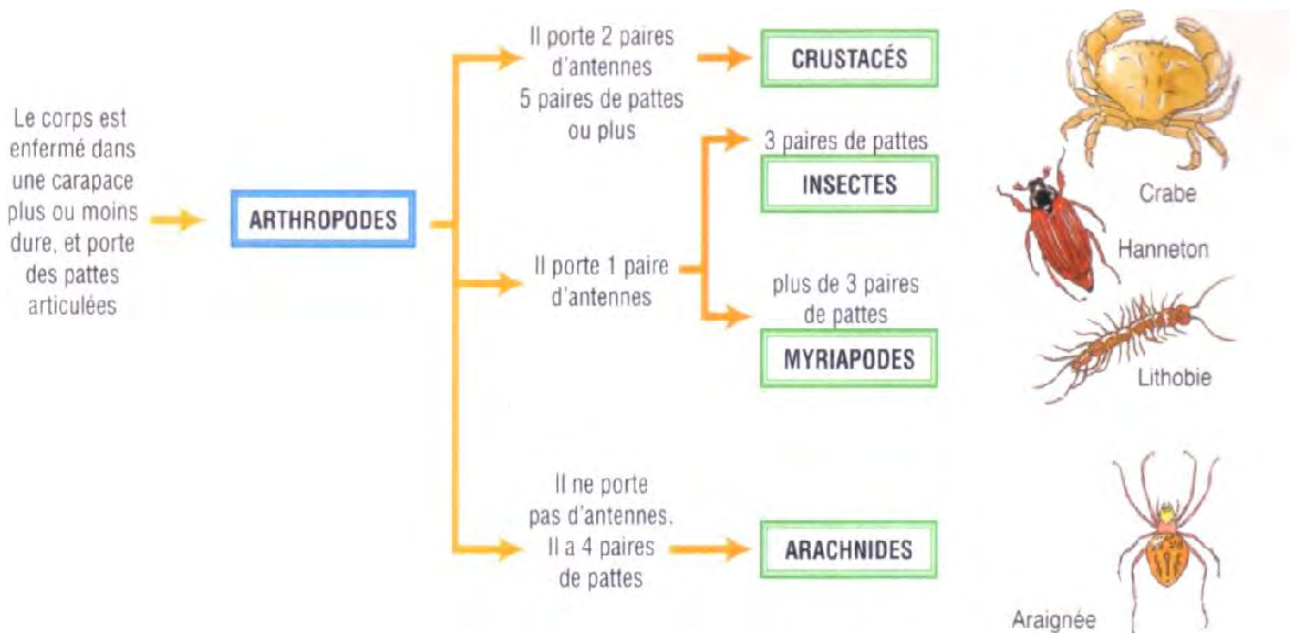 Le corps est
enfermé dans
une carapace
plus ou moins
dure, et porte
des pattes
articulées
ARTHROPODES
Il porte 2 paires
d'antennes
5 paires de pattes
ou plus
CRUSTACÉS
Il porte 1 paire
d'antennes
3 paires de pattes
INSECTES
plus de 3 paires
de pattes
MYRIAPODES
Il ne porte
pas d'antennes.
Il a 4 paires
de pattes
ARACHNIDES
Crabe
Hanneton
Lithobie
Araignée